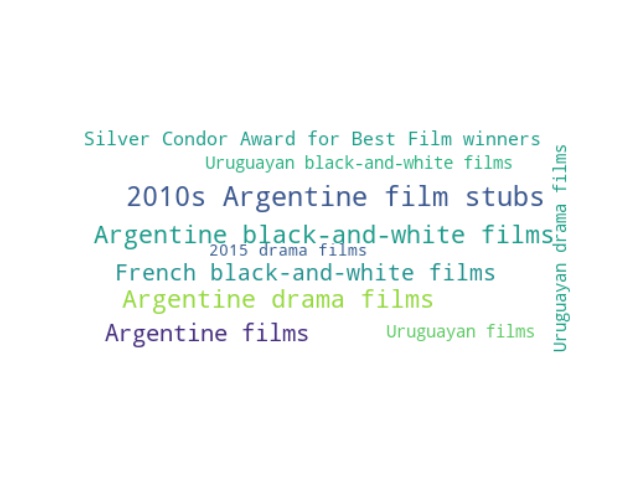 Silver Condor Award for Best Film winners
Uruguayan black-and-white films
2010s Argentine film stubs
Argentine black-and-white films
2015 drama films
French black-and-white films
Argentine drama films
Argentine films
Uruguayan films
Uruguayan drama films